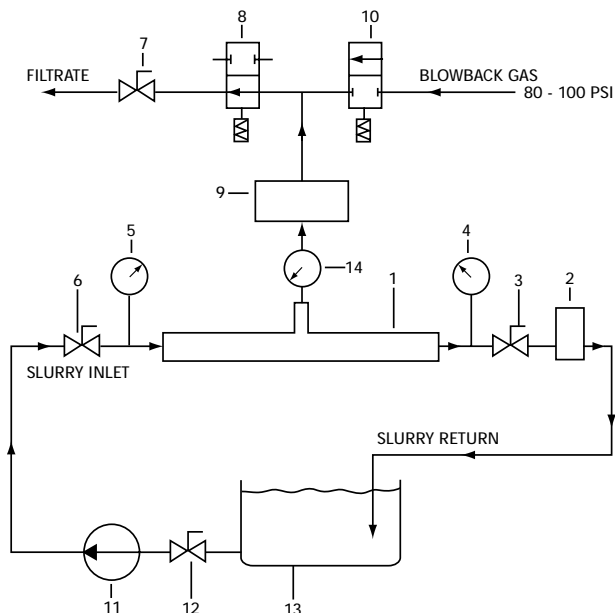 8
10
7
FILTRATE
BLOWBACK GAS
80 - 100 PSI
9
5
4
14
6
1
3
2
SLURRY INLET
SLURRY RETURN
11
12
13